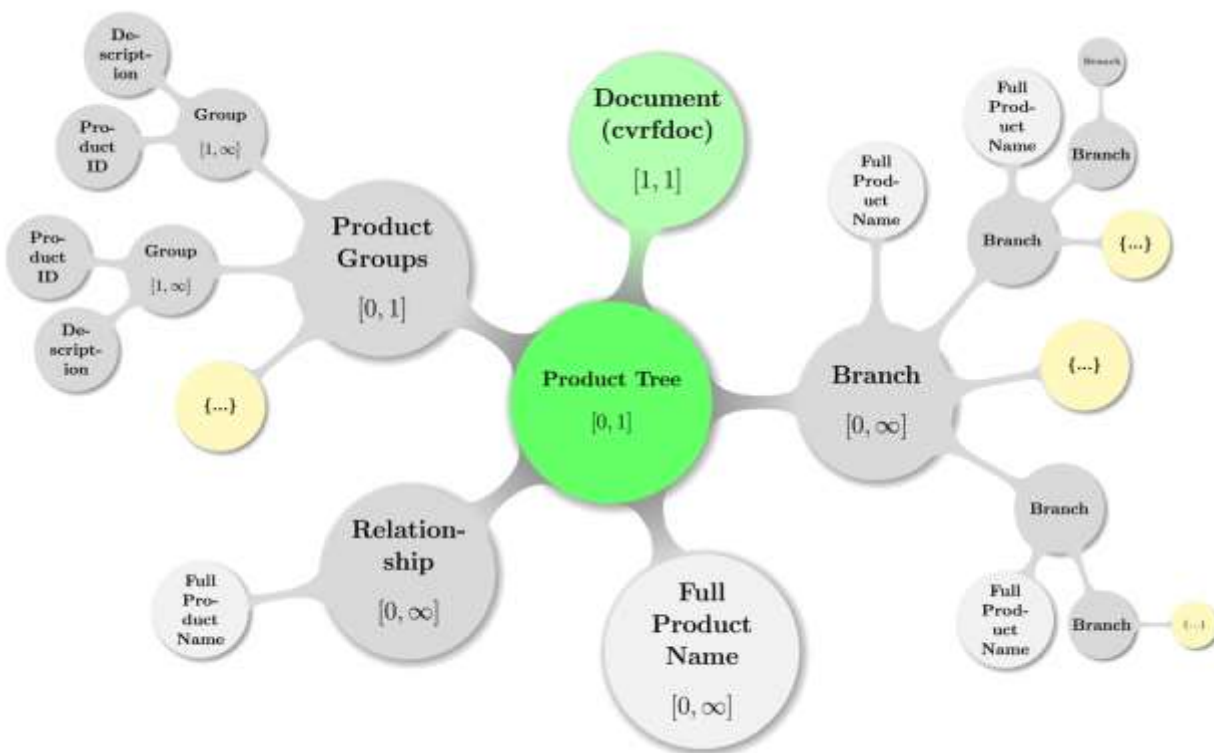 De-
script-
ion
Group
[1, ∞]
Pro-
duct
ID
Pro-
duct
ID
Group
[1, ∞]
De-
script-
ion
{...}
Product
Groups
[0, 1]
Document
(cvrfdoc)
[1, 1]
Product Tree
[0, 1]
Relation-
ship
[0, ∞]
Full
Pro-
duct
Name
Full
Product
Name
[0, ∞]
Branch
[0, ∞]
Full
Prod-
uct
Name
Full
Prod-
uct
Name
Branch
Branch
Branch
{...}
{...}
Branch
Full
Prod-
uct
Name
Branch
{...}